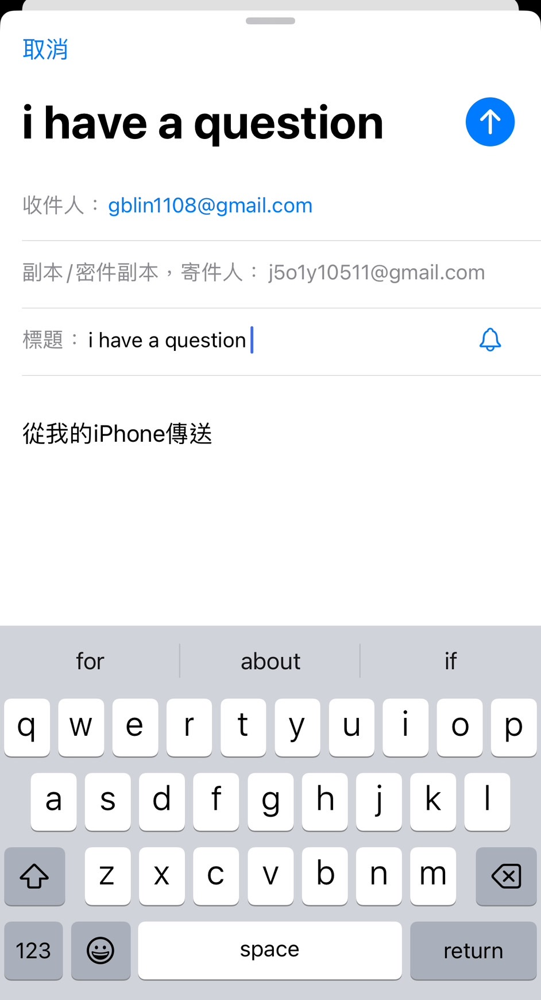 取消
i have a question
收件人： gblin1108@gmail.com
副本/密件副本，寄件人： j5o1y10511@gmail.com
標題： i have a question
從我的iPhone傳送
for about if
q w e r t y u i o p
a s d f g h j k l
z x c v b n m
123 space return